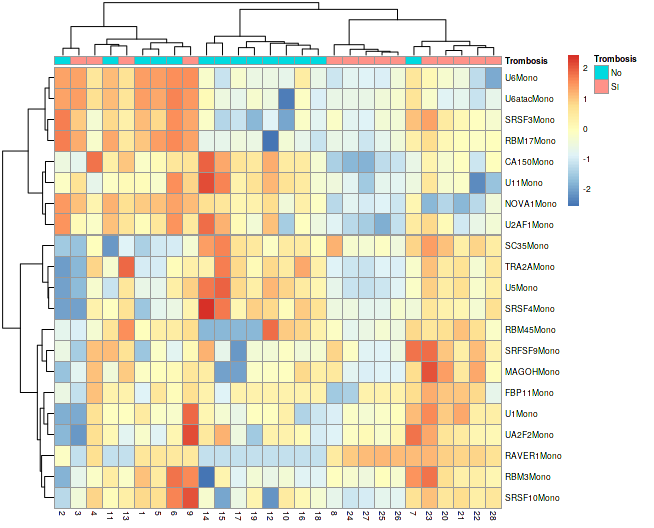 Trombosis
U6Mono
U6atacMono
SRSF3Mono
RBM17Mono
CA150Mono
U11Mono
NOVA1Mono
U2AF1Mono
SC35Mono
TRA2AMono
U5Mono
SRSF4Mono
RBM45Mono
SRFSF9Mono
MAGOHMono
FBP11Mono
U1Mono
UA2F2Mono
RAVER1Mono
RBM3Mono
SRSF10Mono
2 3 4 11 13 1 5 6 9 14 15 17 19 12 10 16 18 8 24 27 25 26 7 23 20 21 22 28
2
1
0
-1
-2
Trombosis
No
SI